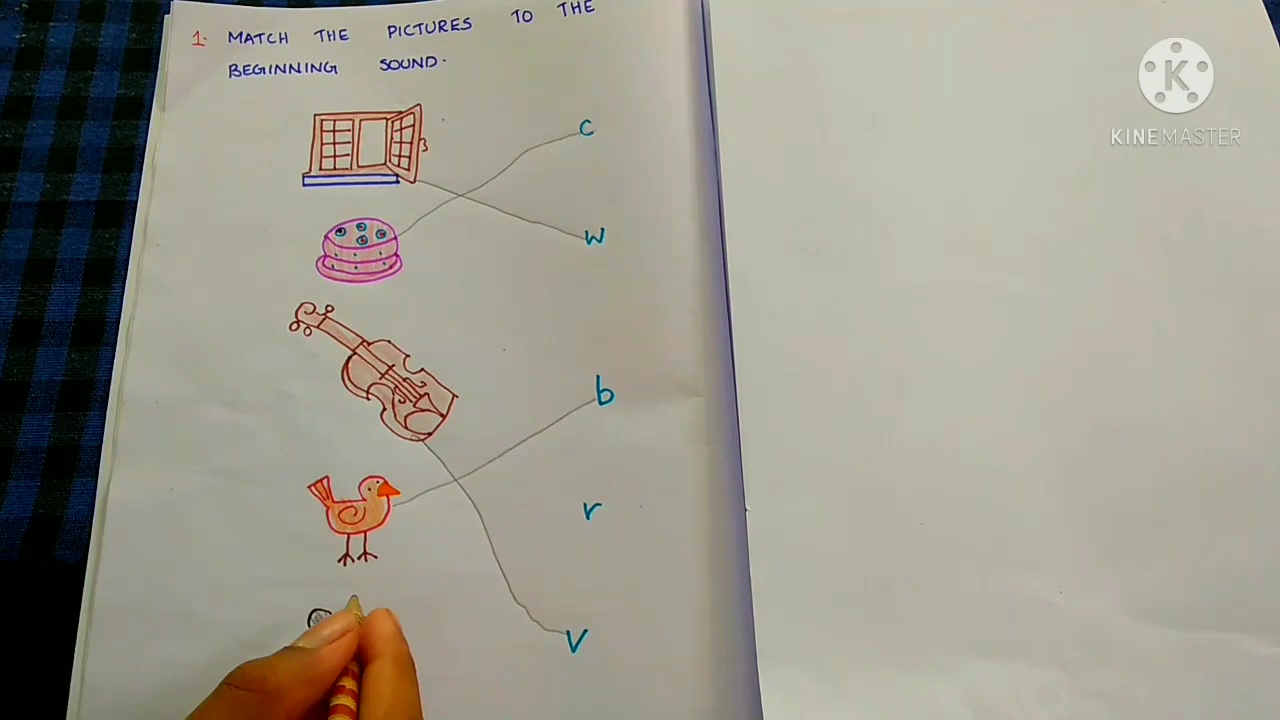 1. MATCH THE PICTURES TO THE
BEGINNING SOUND.
C
W
b
r
V
K
KINEMASTER